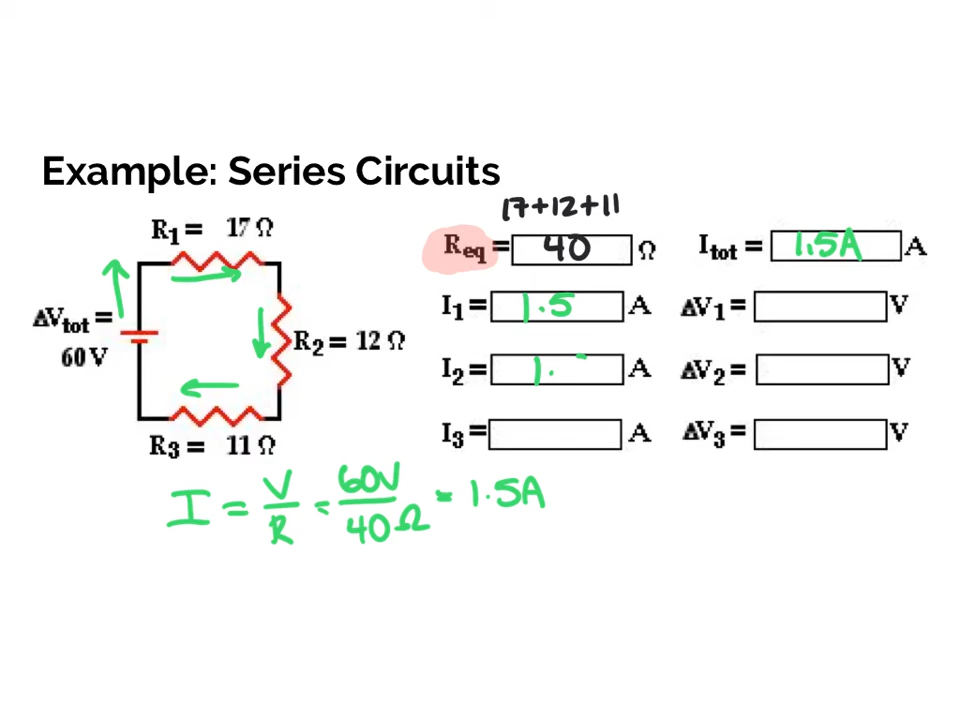 Example: Series Circuits
R1 = 17 Ω
ΔVtot =
60 V
R2 = 12 Ω
R3 = 11 Ω
17+12+11
Req = 40 Ω
Itot = 1.5A A
I1 = 1.5 A
ΔV1 = V
I2 = 1. A
ΔV2 = V
I3 = A
ΔV3 = V
I = V/R = 60V/40Ω = 1.5A